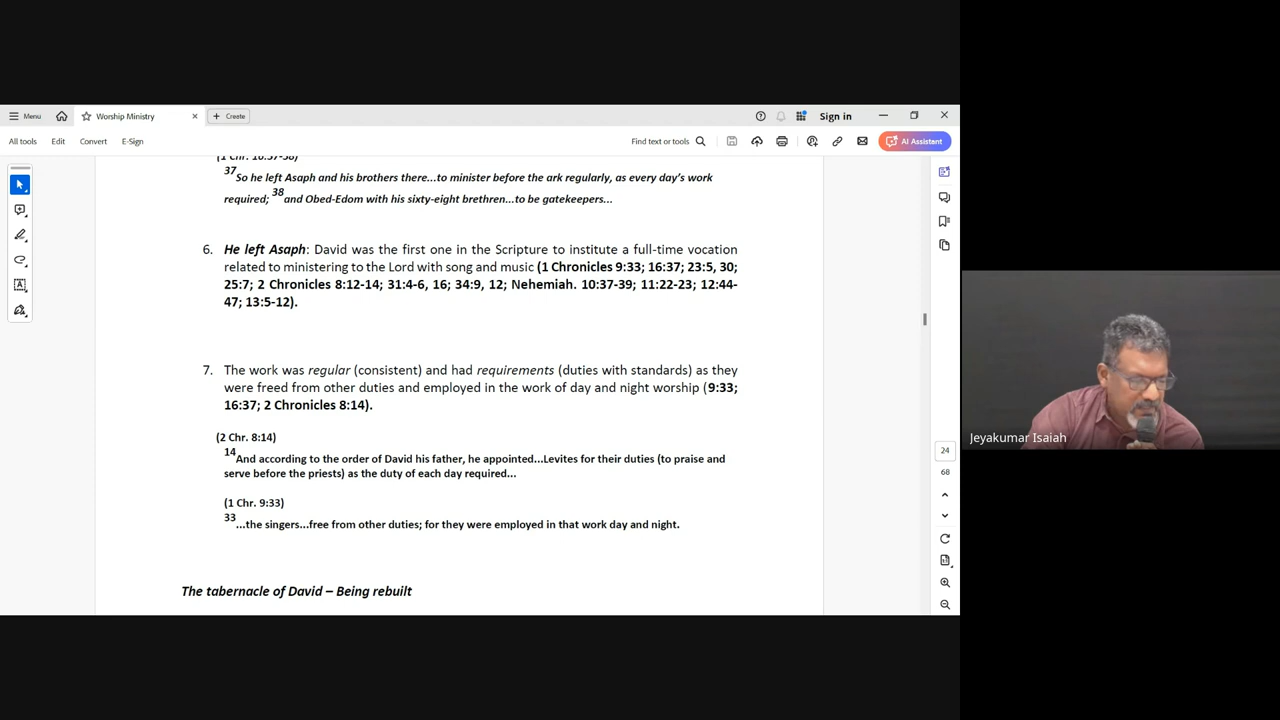 Menu
Worship Ministry
Create
Sign in
All tools
Edit
Convert
E-Sign
Find text or tools
AI Assistant
(1 Chr. 16:37-38)
37So he left Asaph and his brothers there...to minister before the ark regularly, as every day's work
required; 38and Obed-Edom with his sixty-eight brethren...to be gatekeepers...
6. He left Asaph: David was the first one in the Scripture to institute a full-time vocation
related to ministering to the Lord with song and music (1 Chronicles 9:33; 16:37; 23:5, 30;
25:7; 2 Chronicles 8:12-14; 31:4-6, 16; 34:9, 12; Nehemiah. 10:37-39; 11:22-23; 12:44-
47; 13:5-12).
7. The work was regular (consistent) and had requirements (duties with standards) as they
were freed from other duties and employed in the work of day and night worship (9:33;
16:37; 2 Chronicles 8:14).
(2 Chr. 8:14)
14And according to the order of David his father, he appointed...Levites for their duties (to praise and
serve before the priests) as the duty of each day required...
(1 Chr. 9:33)
33...the singers...free from other duties; for they were employed in that work day and night.
The tabernacle of David – Being rebuilt
24
68
Jeyakumar Isaiah